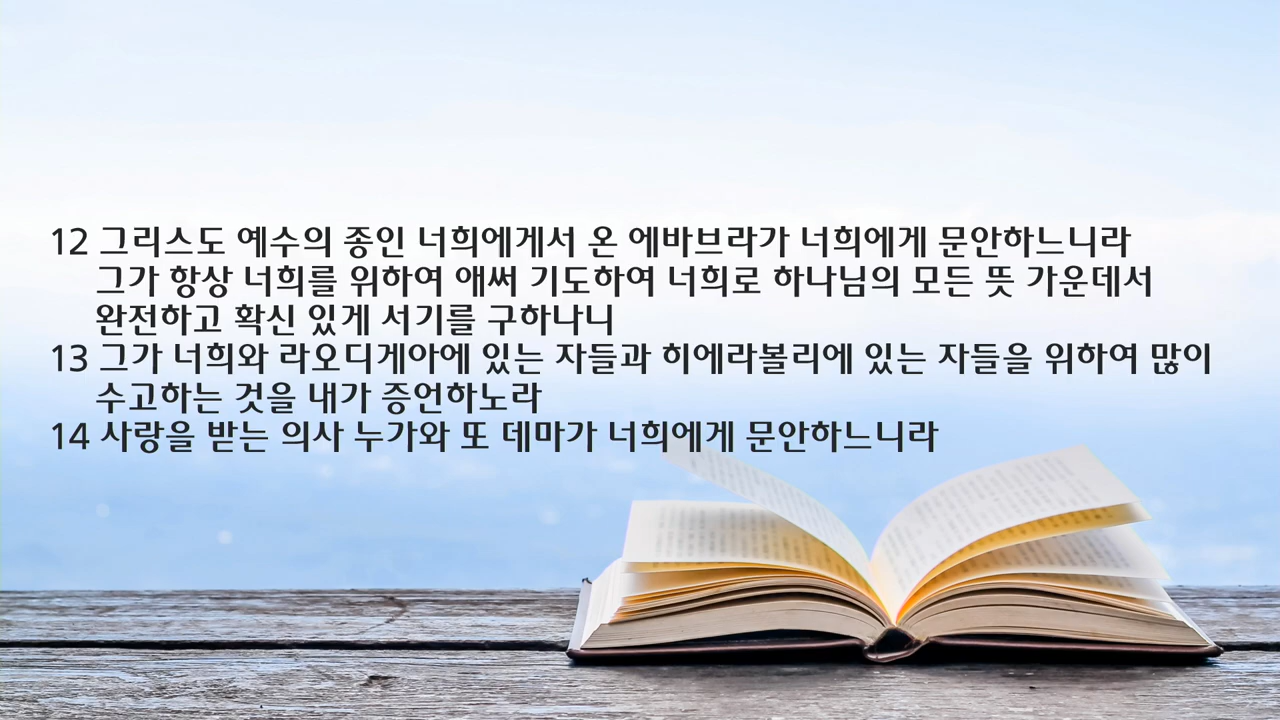 12 그리스도 예수의 종인 너희에게서 온 에바브라가 너희에게 문안하느니라
그가 항상 너희를 위하여 애써 기도하여 너희로 하나님의 모든 뜻 가운데서
완전하고 확신 있게 서기를 구하나니
13 그가 너희와 라오디게아에 있는 자들과 히에라볼리에 있는 자들을 위하여 많이
수고하는 것을 내가 증언하노라
14 사랑을 받는 의사 누가와 또 데마가 너희에게 문안하느니라